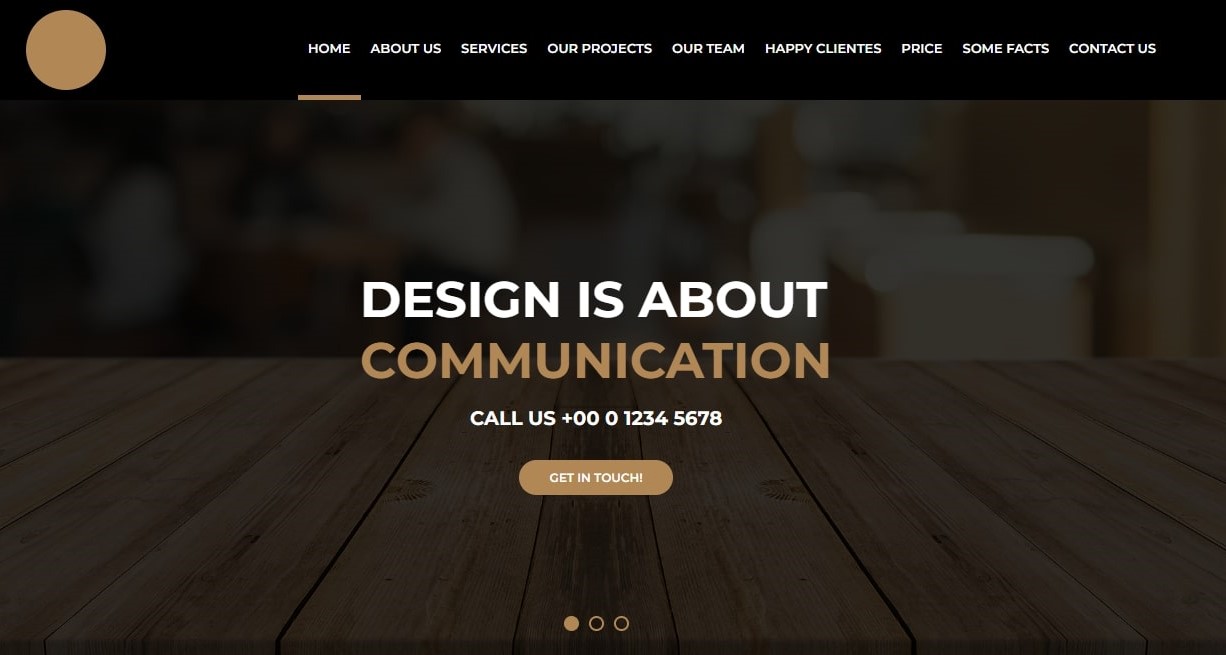 HOME ABOUT US SERVICES OUR PROJECTS OUR TEAM HAPPY CLIENTES PRICE SOME FACTS CONTACT US
DESIGN IS ABOUT
COMMUNICATION
CALL US +00 0 1234 5678
GET IN TOUCH!